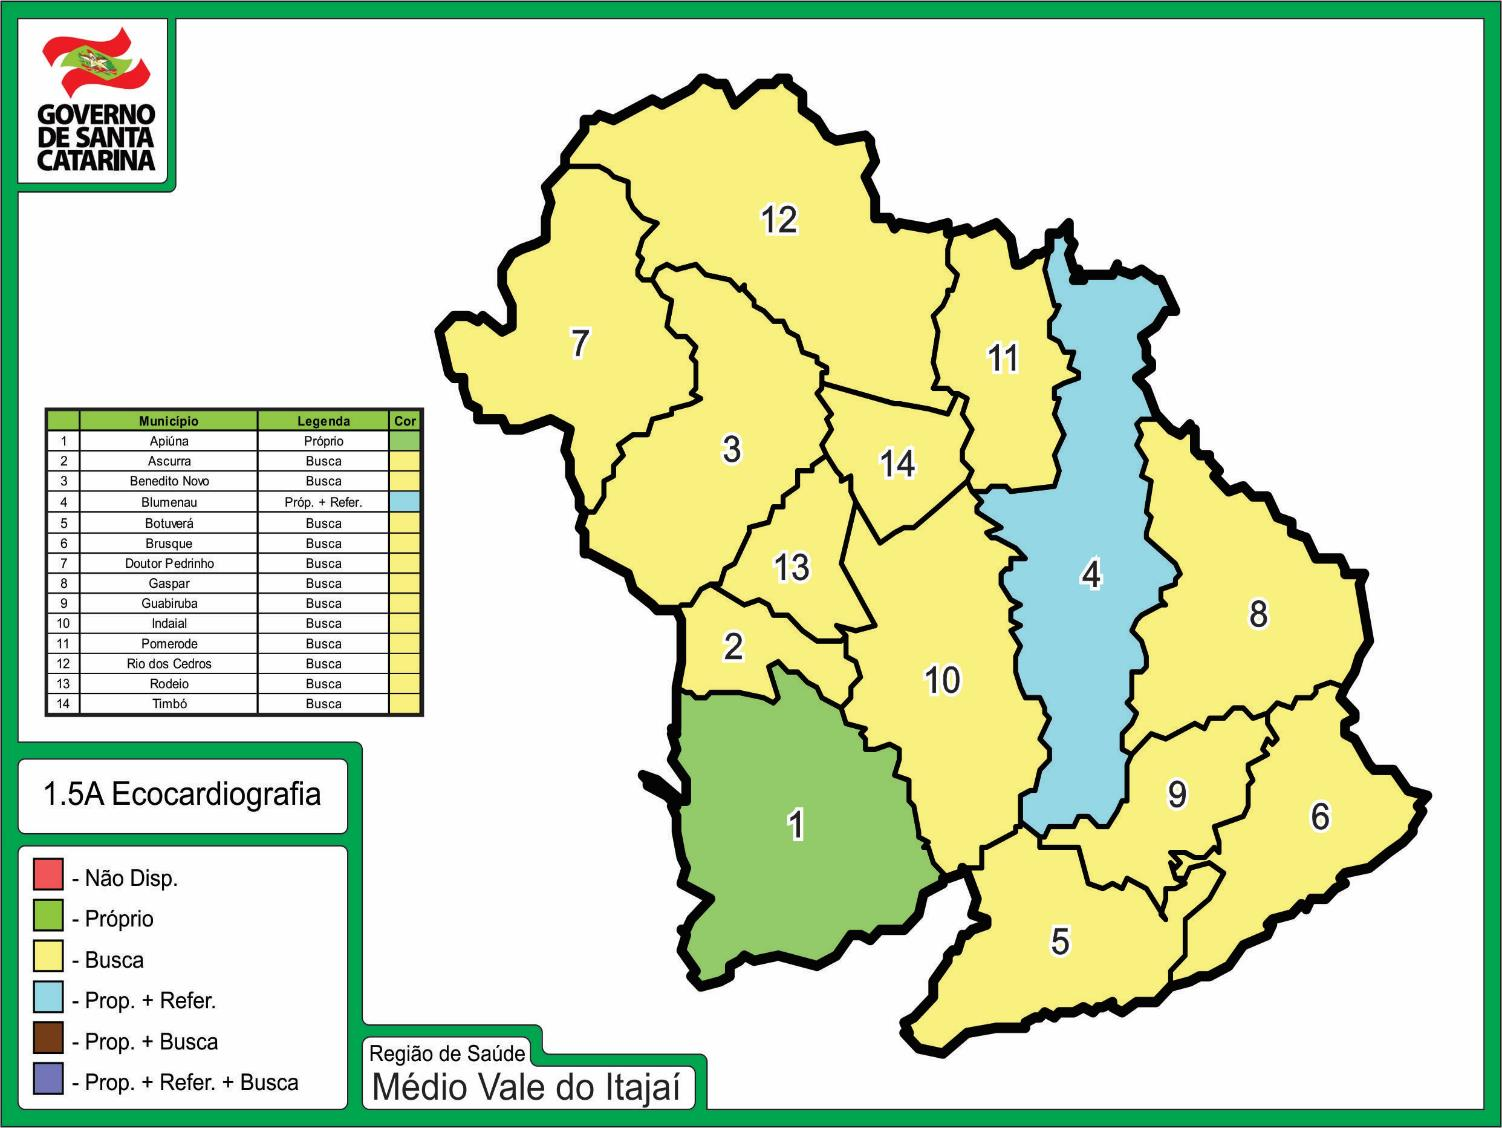 GOVERNO
DE SANTA
CATARINA
12
7
11
3
14
13
4
2
8
10
1
9
6
5
Município Legenda Cor
1 Apiúna Próprio
2 Ascurra Busca
3 Benedito Novo Busca
4 Blumenau Próp. + Refer.
5 Botuverá Busca
6 Brusque Busca
7 Doutor Pedrinho Busca
8 Gaspar Busca
9 Guabiruba Busca
10 Indaial Busca
11 Pomerode Busca
12 Rio dos Cedros Busca
13 Rodeio Busca
14 Timbó Busca
1.5A Ecocardiografia
- Não Disp.
- Próprio
- Busca
- Prop. + Refer.
- Prop. + Busca
- Prop. + Refer. + Busca
Região de Saúde
Médio Vale do Itajaí